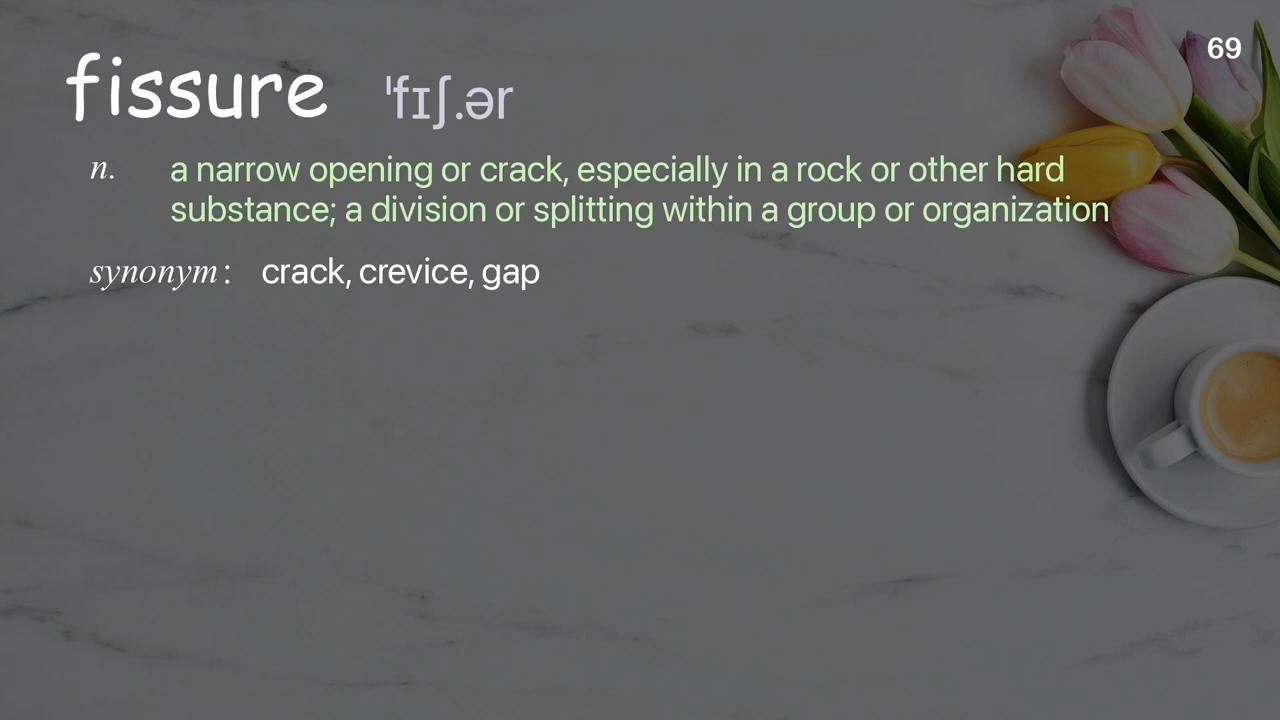 69
fissure ˈfɪʃ.ər
n. a narrow opening or crack, especially in a rock or other hard
substance; a division or splitting within a group or organization
synonym: crack, crevice, gap